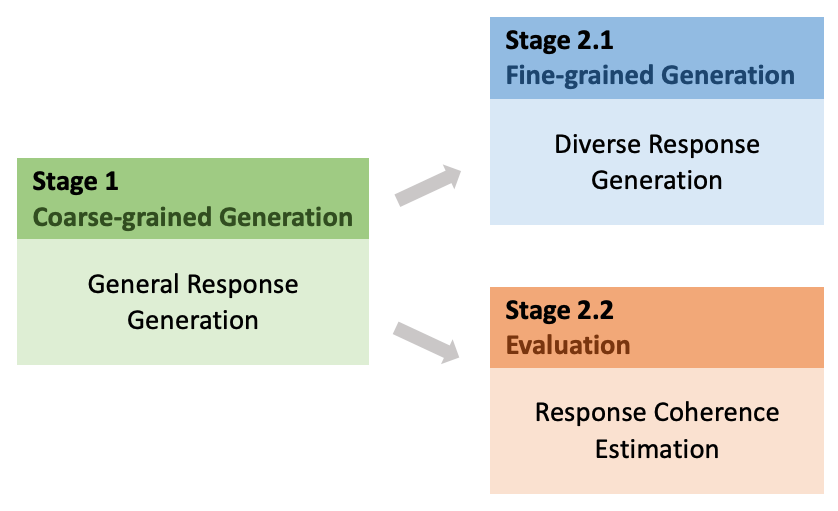 Stage 1
Coarse-grained Generation
General Response
Generation
Stage 2.1
Fine-grained Generation
Diverse Response
Generation
Stage 2.2
Evaluation
Response Coherence
Estimation